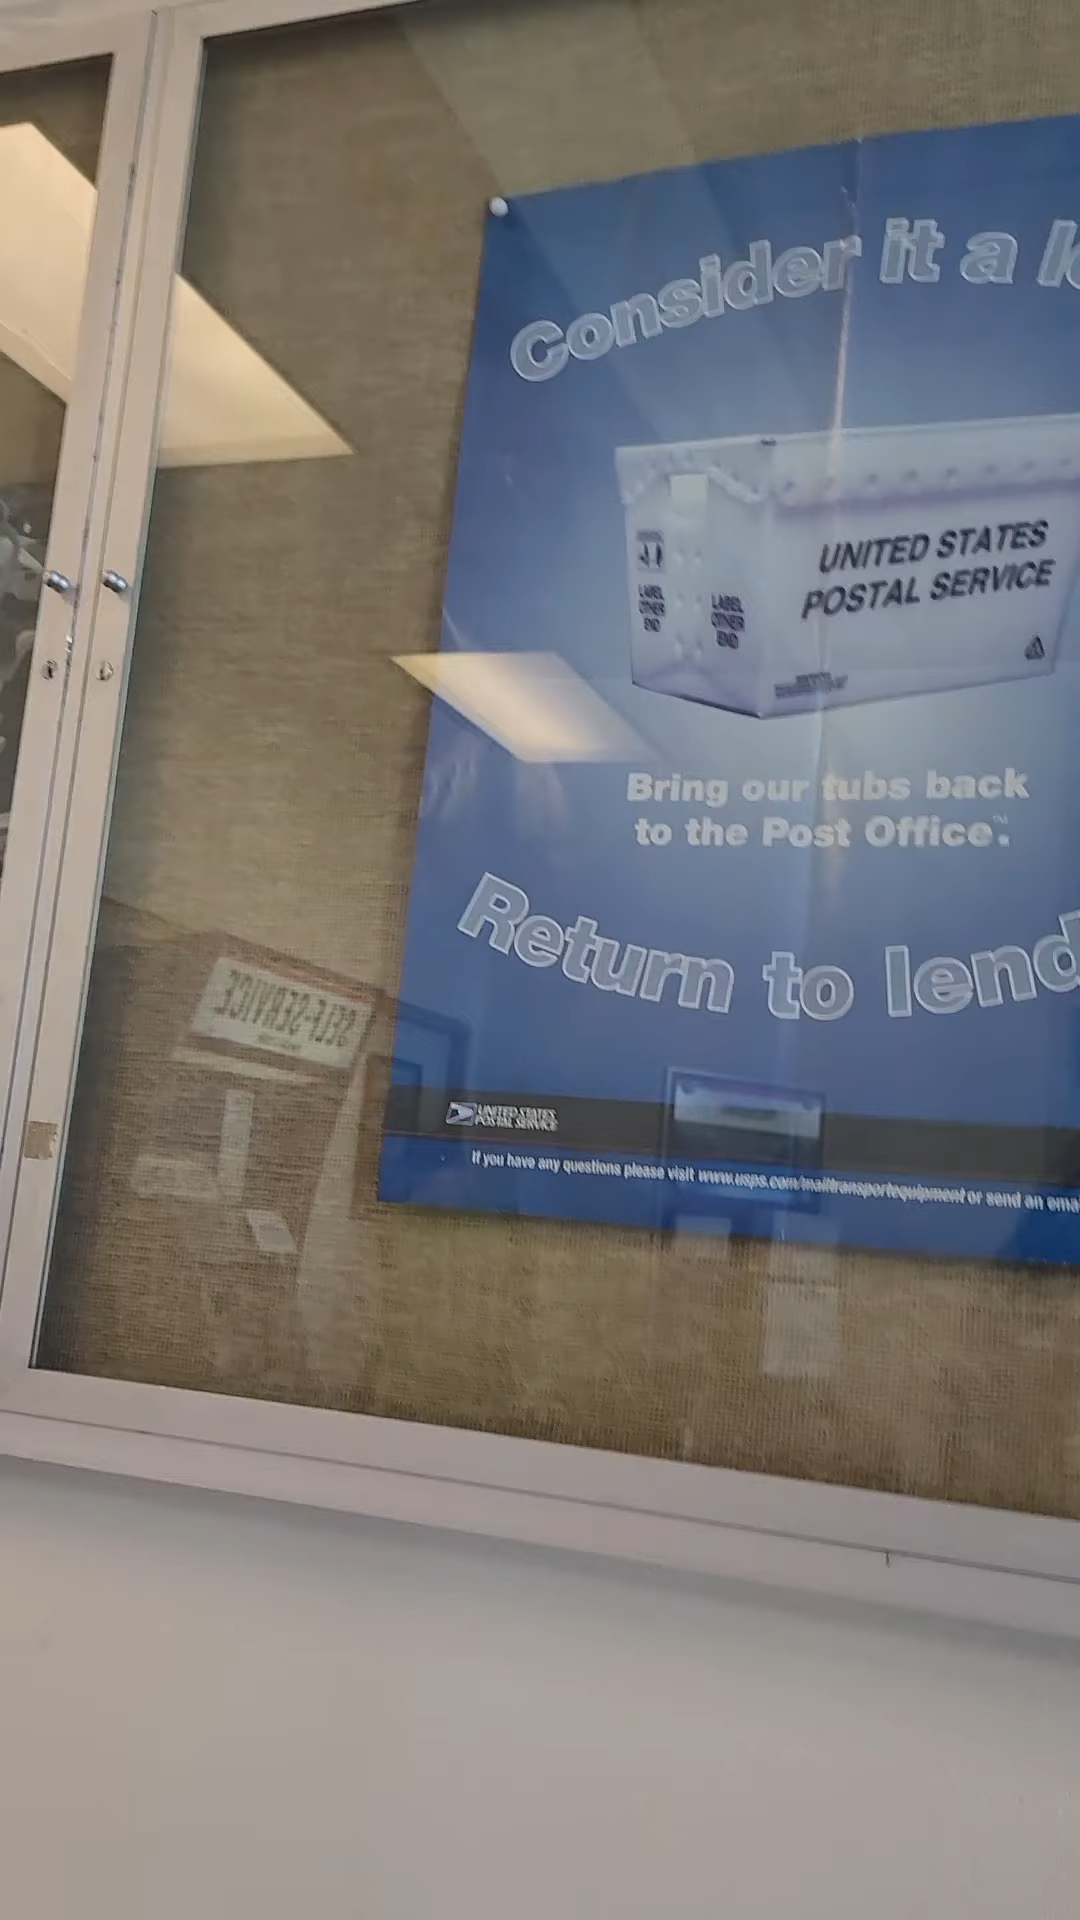 Consider it a l
UNITED STATES
POSTAL SERVICE
LABEL
OTHER
END
LABEL
OTHER
END
Bring our tubs back
to the Post Office™.
Return to lend
SELF-SERVICE
UNITED STATES
POSTAL SERVICE
If you have any questions please visit www.usps.com/mailtransportequipment or send an ema